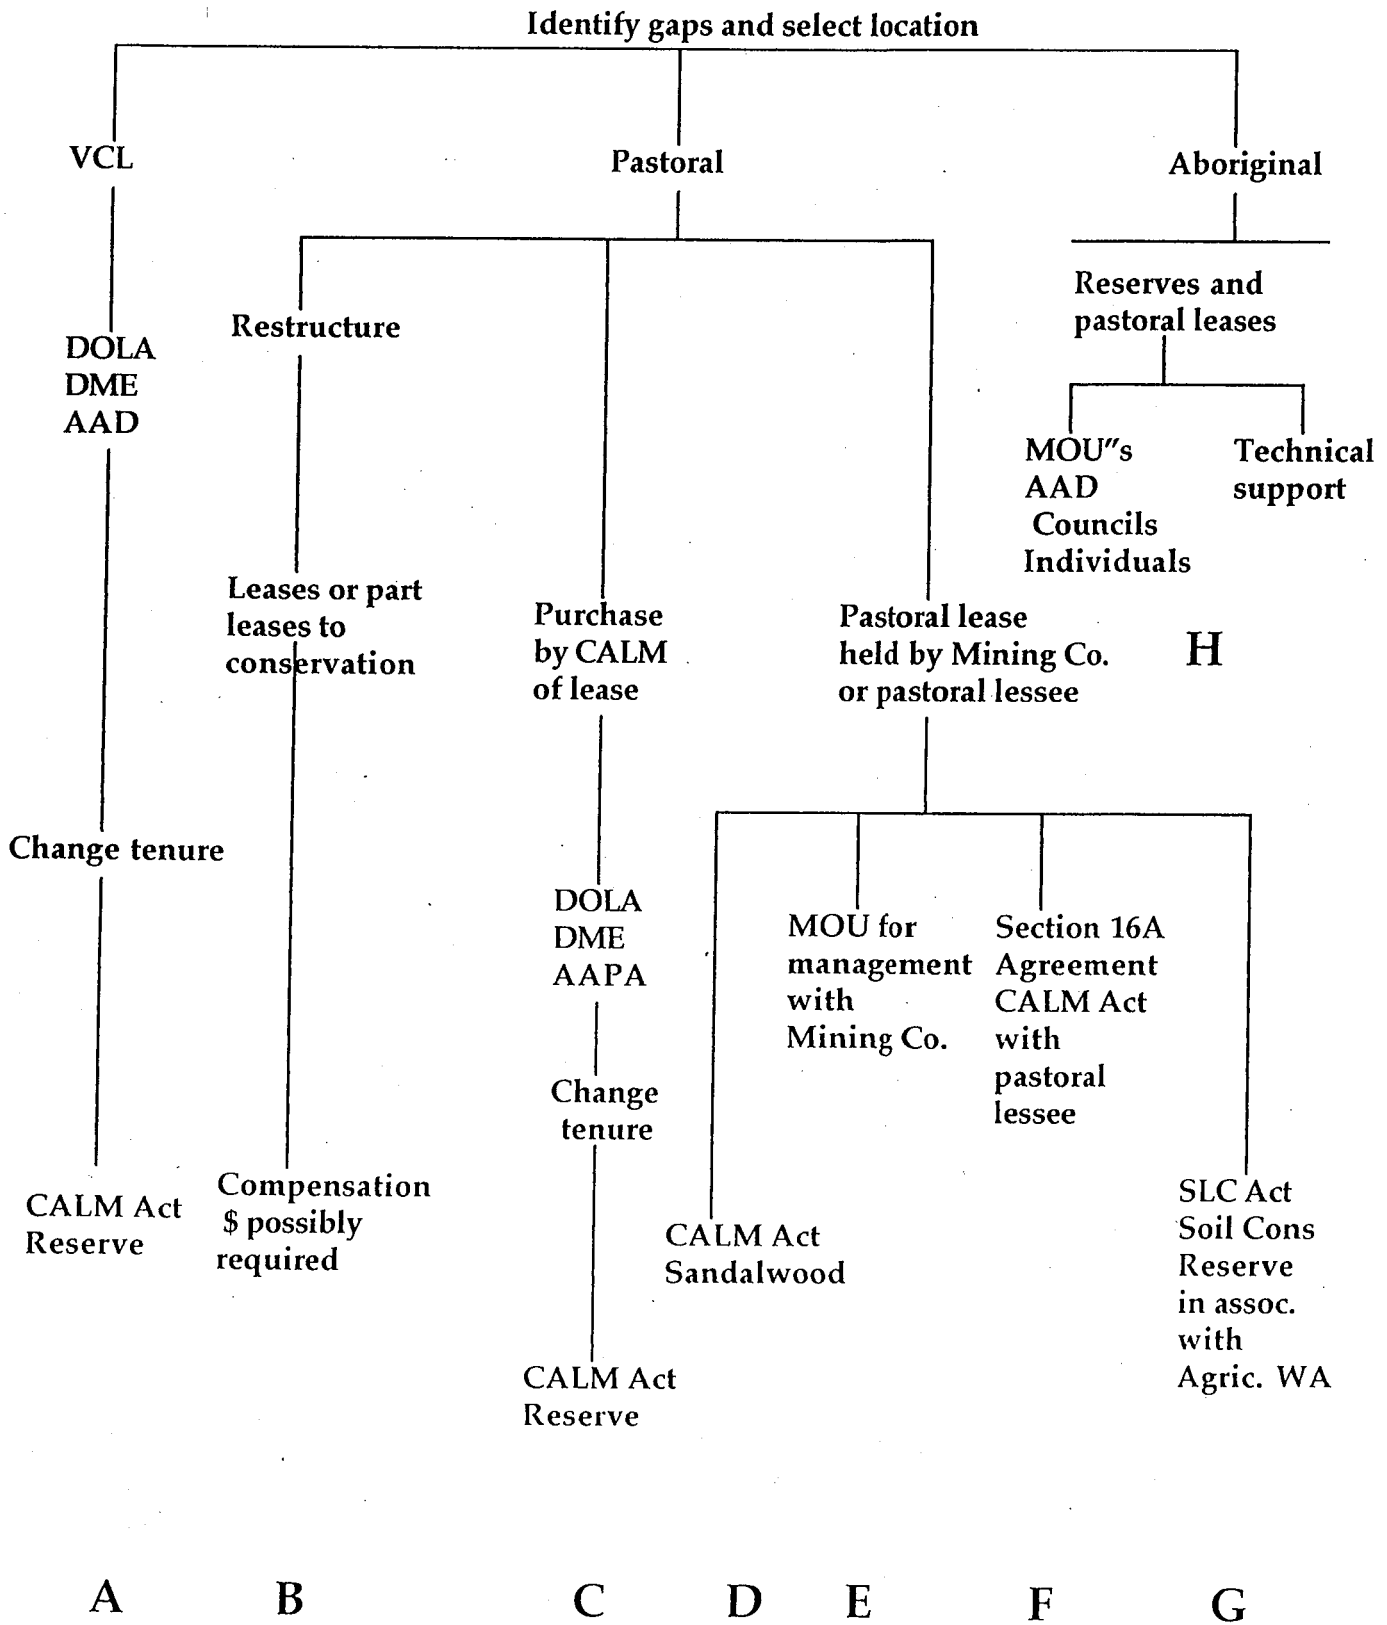 Identify gaps and select location
VCL
Pastoral
Aboriginal
DOLA
DME
AAD
Change tenure
CALM Act
Reserve
Restructure
Leases or part
leases to
conservation
Compensation
$ possibly
required
Purchase
by CALM
of lease
DOLA
DME
AAPA
Change
tenure
CALM Act
Reserve
Pastoral lease
held by Mining Co.
or pastoral lessee
CALM Act
Sandalwood
MOU for
management
with
Mining Co.
Section 16A
Agreement
CALM Act
with
pastoral
lessee
SLC Act
Soil Cons
Reserve
in assoc.
with
Agric. WA
Reserves and
pastoral leases
MOU"s
AAD
Councils
Individuals
Technical
support
H
A
B
C
D
E
F
G